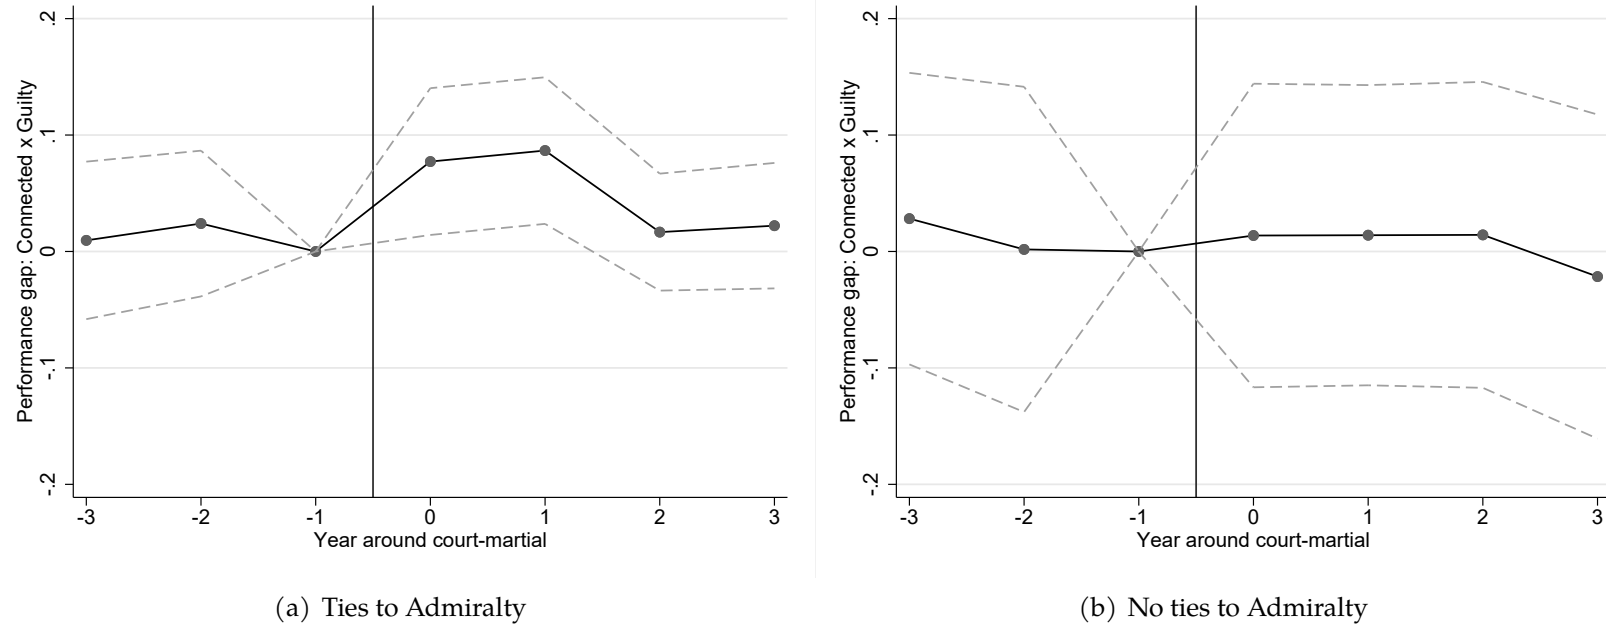 Performance gap: Connected x Guilty
.2
.1
0
-.1
-.2
-3 -2 -1 0 1 2 3
Year around court-martial
(a) Ties to Admiralty
Performance gap: Connected x Guilty
.2
.1
0
-.1
-.2
-3 -2 -1 0 1 2 3
Year around court-martial
(b) No ties to Admiralty